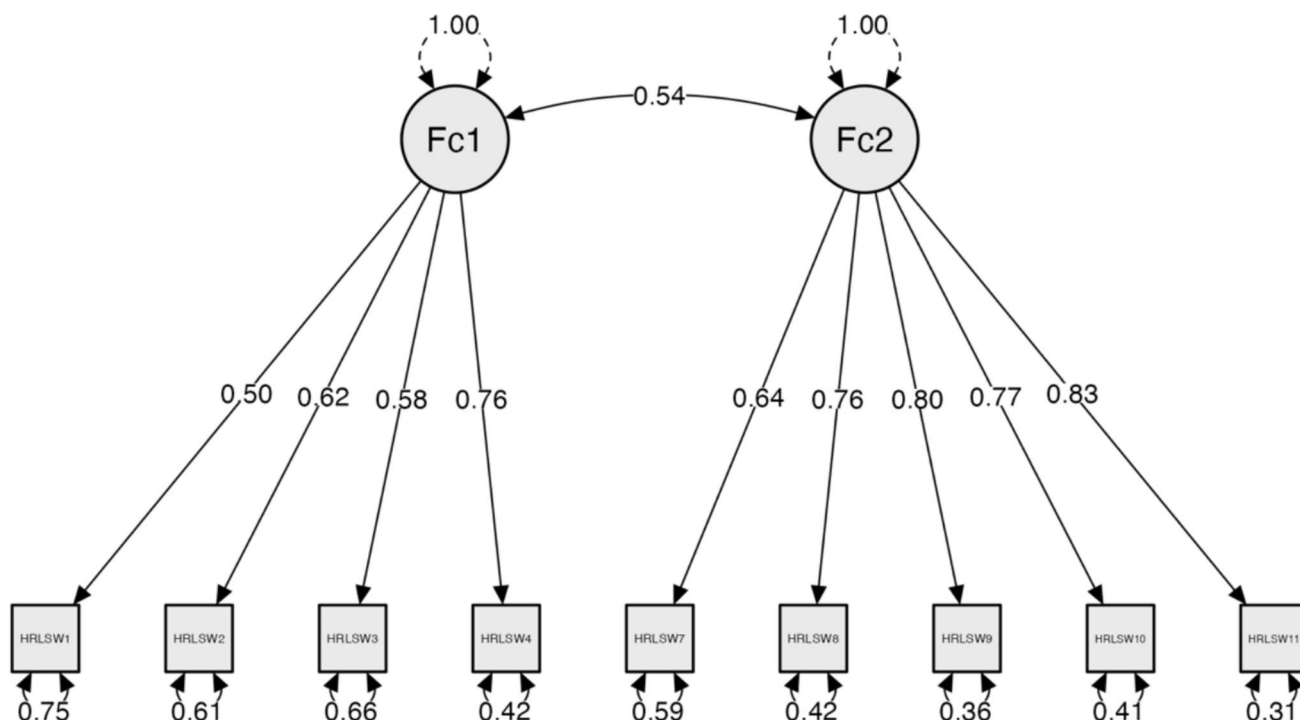 1.00 1.00
0.54
Fc1 Fc2
0.50 0.62 0.58 0.76 0.64 0.76 0.80 0.77 0.83
HRLSW1 HRLSW2 HRLSW3 HRLSW4 HRLSW7 HRLSW8 HRLSW9 HRLSW10 HRLSW11
0.75 0.61 0.66 0.42 0.59 0.42 0.36 0.41 0.31